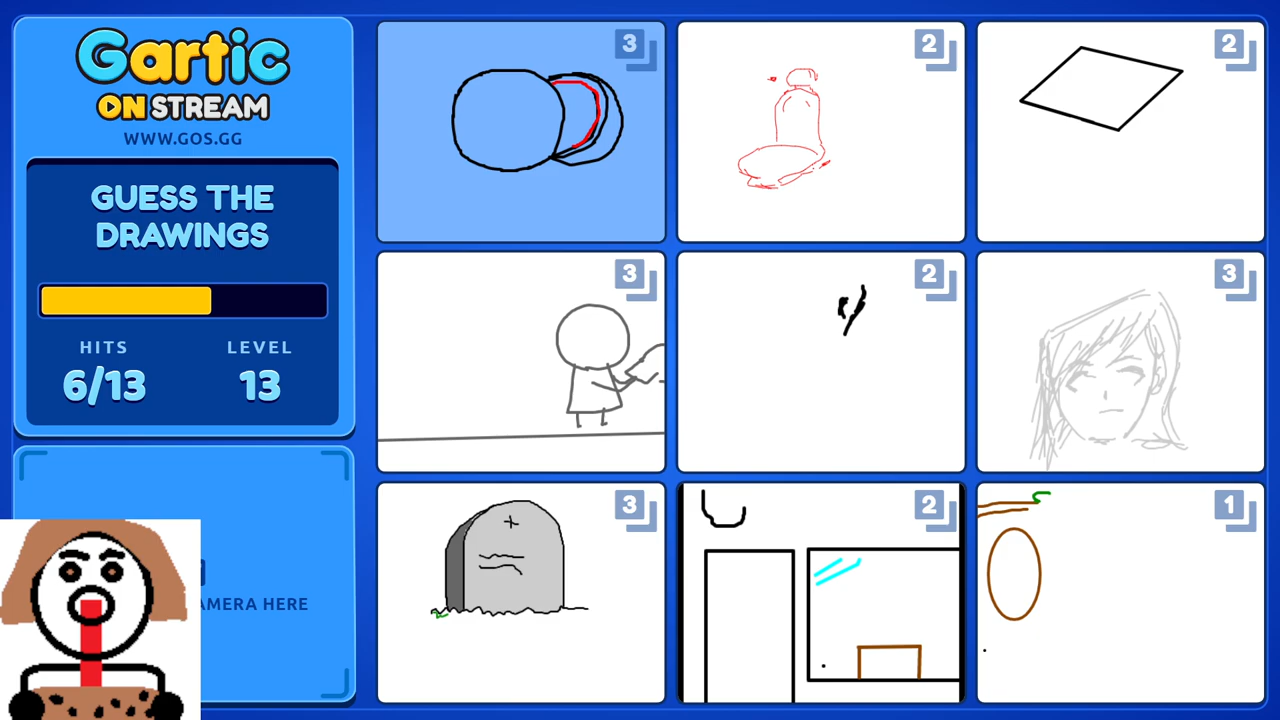 Gartic
ON STREAM
WWW.GOS.GG
GUESS THE
DRAWINGS
HITS
LEVEL
6/13
13
AMERA HERE
3
2
2
3
2
3
3
2
1